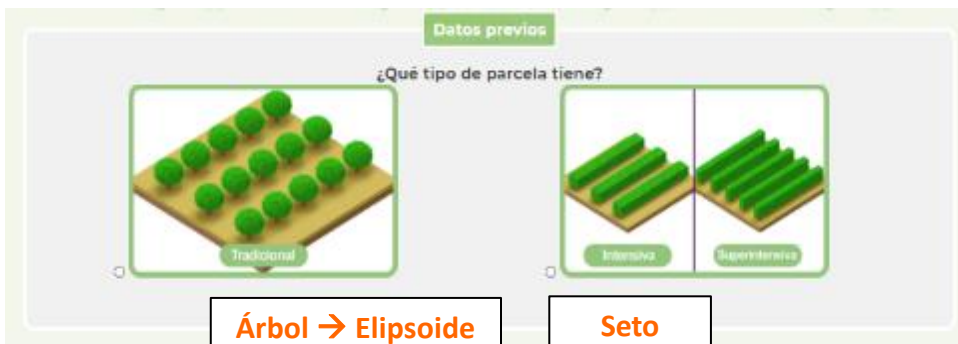 Datos previos
¿Qué tipo de parcela tiene?
Tradicional
Intensiva
Superintensiva
Árbol → Elipsoide
Seto